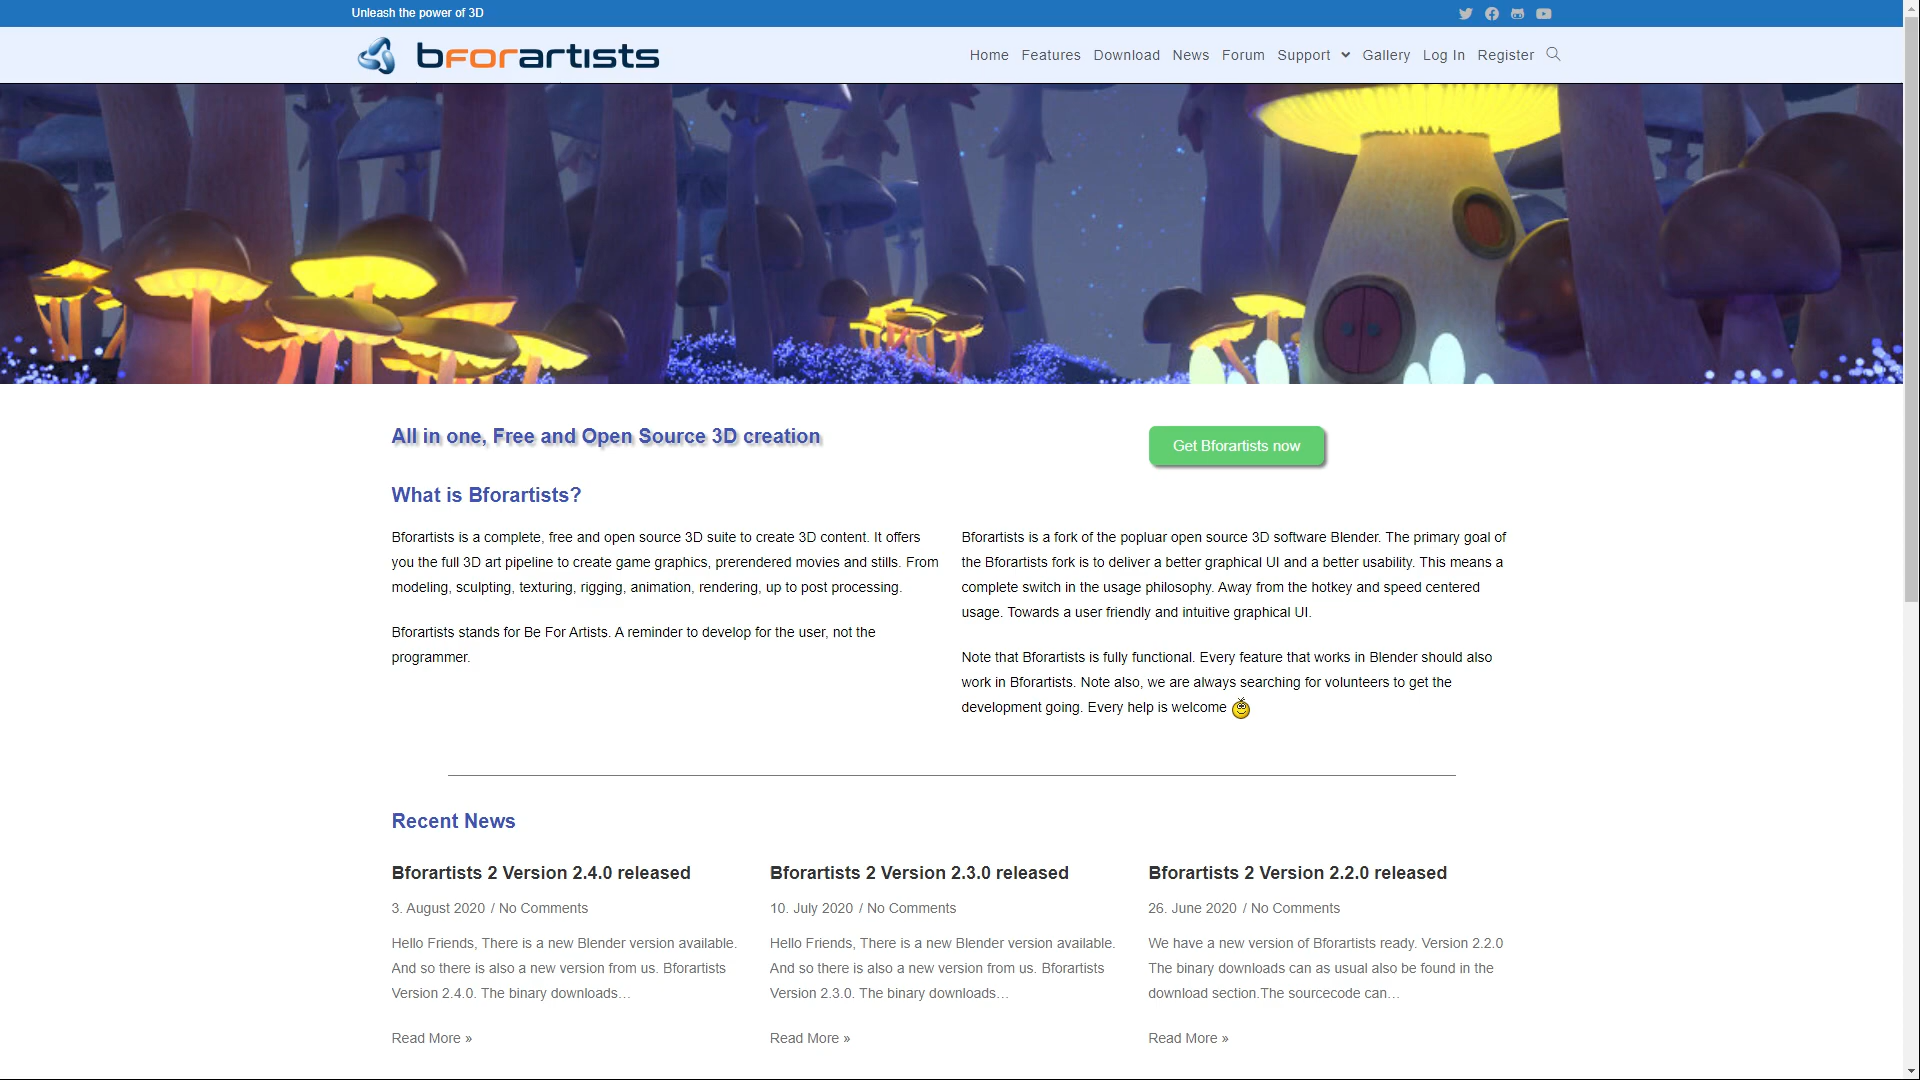 Unleash the power of 3D
bforartists
Home Features Download News Forum Support Gallery Log In Register
All in one, Free and Open Source 3D creation
Get Bforartists now
What is Bforartists?
Bforartists is a complete, free and open source 3D suite to create 3D content. It offers
you the full 3D art pipeline to create game graphics, prerendered movies and stills. From
modeling, sculpting, texturing, rigging, animation, rendering, up to post processing.
Bforartists stands for Be For Artists. A reminder to develop for the user, not the
programmer.
Bforartists is a fork of the popluar open source 3D software Blender. The primary goal of
the Bforartists fork is to deliver a better graphical UI and a better usability. This means a
complete switch in the usage philosophy. Away from the hotkey and speed centered
usage. Towards a user friendly and intuitive graphical UI.
Note that Bforartists is fully functional. Every feature that works in Blender should also
work in Bforartists. Note also, we are always searching for volunteers to get the
development going. Every help is welcome
Recent News
Bforartists 2 Version 2.4.0 released
3. August 2020 / No Comments
Hello Friends, There is a new Blender version available.
And so there is also a new version from us. Bforartists
Version 2.4.0. The binary downloads…
Read More »
Bforartists 2 Version 2.3.0 released
10. July 2020 / No Comments
Hello Friends, There is a new Blender version available.
And so there is also a new version from us. Bforartists
Version 2.3.0. The binary downloads…
Read More »
Bforartists 2 Version 2.2.0 released
26. June 2020 / No Comments
We have a new version of Bforartists ready. Version 2.2.0
The binary downloads can as usual also be found in the
download section.The sourcecode can…
Read More »